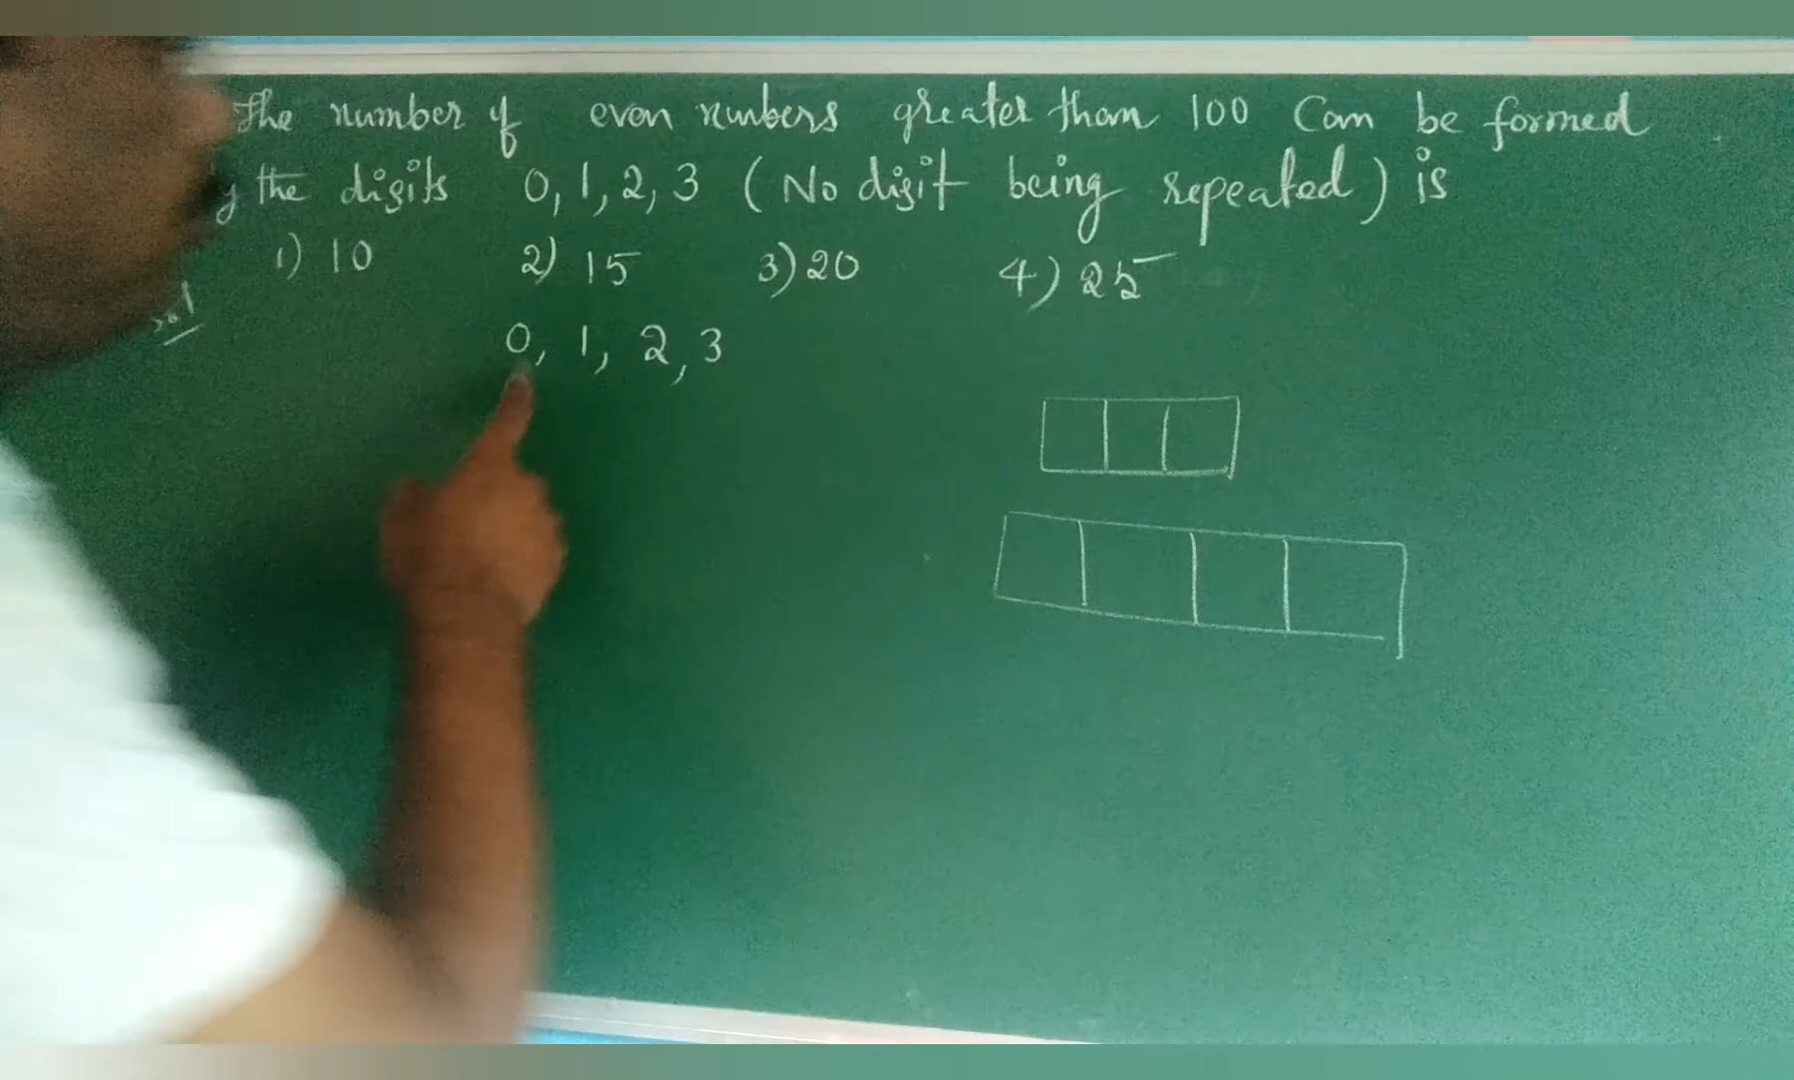 The number of even numbers greater than 100 Can be formed
y the digits 0, 1, 2, 3 (No digit being repeated) is
1) 10 2) 15 3) 20 4) 25
Sol
0, 1, 2, 3